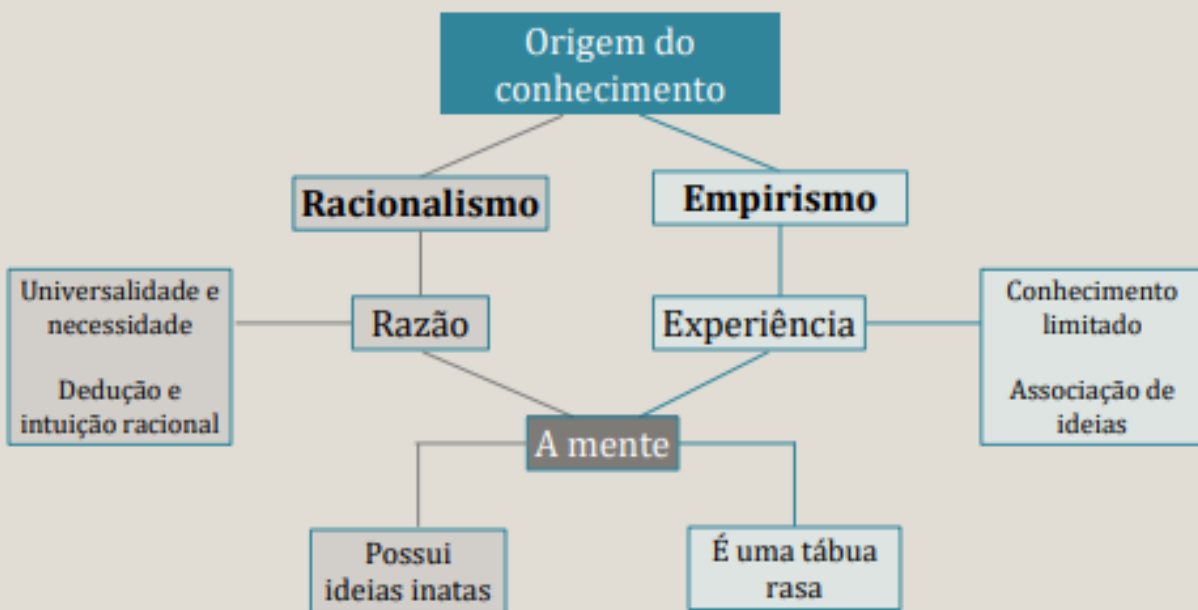 Origem do
conhecimento
Racionalismo
Empirismo
Universalidade e
necessidade
Dedução e
intuição racional
Razão
Experiência
Conhecimento
limitado
Associação de
ideias
A mente
Possui
ideias inatas
É uma tábua
rasa